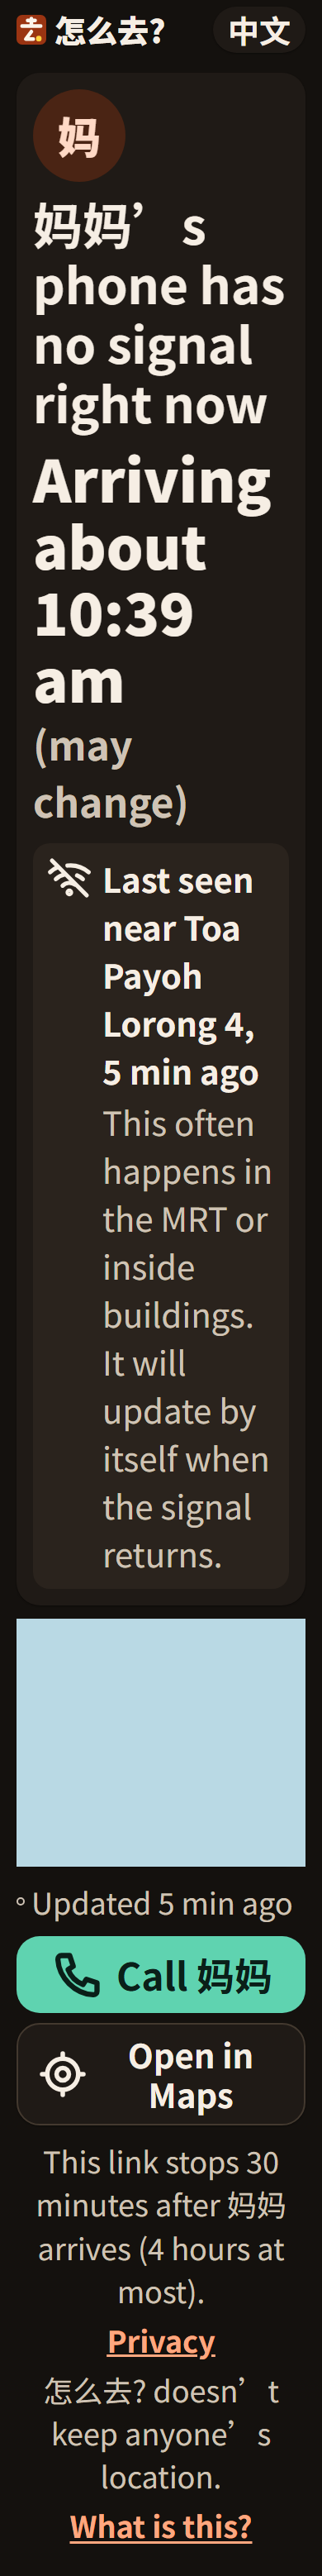 怎么去?
中文
妈
妈妈’s
phone has
no signal
right now
Arriving
about
10:39
am
(may
change)
Last seen
near Toa
Payoh
Lorong 4,
5 min ago
This often
happens in
the MRT or
inside
buildings.
It will
update by
itself when
the signal
returns.
Updated 5 min ago
Call 妈妈
Open in
Maps
This link stops 30
minutes after 妈妈
arrives (4 hours at
most).
Privacy
怎么去? doesn’t
keep anyone’s
location.
What is this?